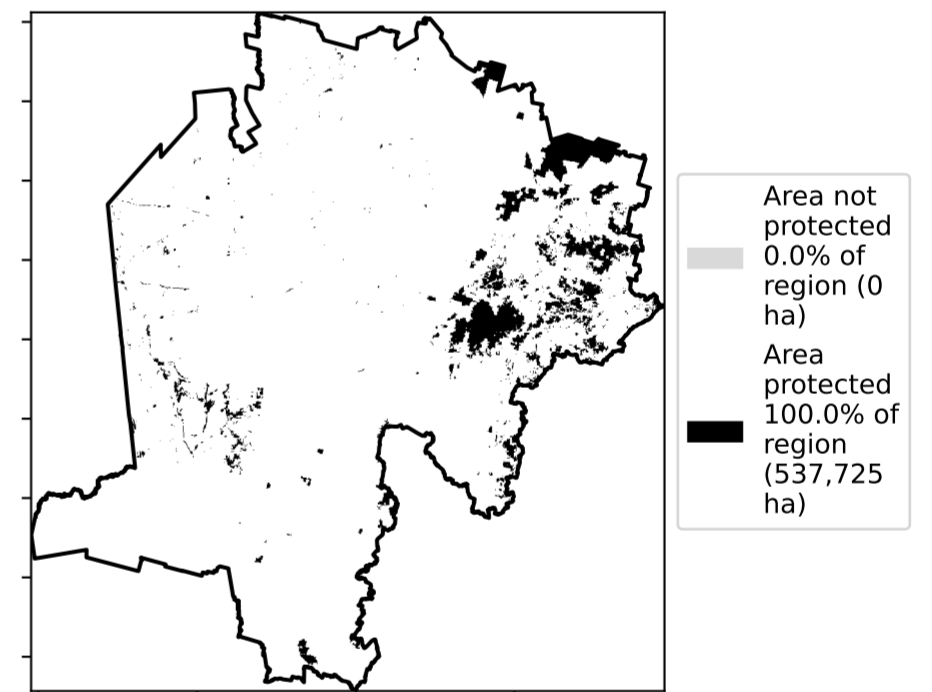 Area not
protected
0.0% of
region (0
ha)
Area
protected
100.0% of
region
(537,725
ha)